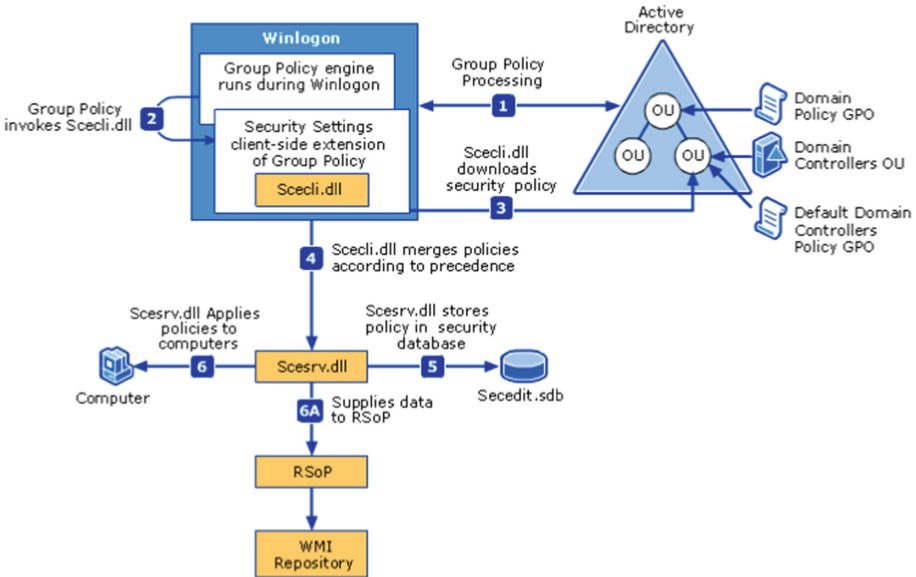 Winlogon
Group Policy engine
runs during Winlogon
Group Policy
invokes Scecli.dll
2
Security Settings
client-side extension
of Group Policy
Scecli.dll
Group Policy
Processing
1
Scecli.dll
downloads
security policy
3
Active
Directory
OU
OU
OU
Domain
Policy GPO
Domain
Controllers OU
Default Domain
Controllers
Policy GPO
4
Scecli.dll merges policies
according to precedence
Scesrv.dll Applies
policies to
computers
6
Computer
Scesrv.dll
Scesrv.dll stores
policy in security
database
5
Secedit.sdb
6A
Supplies data
to RSoP
RSoP
WMI
Repository